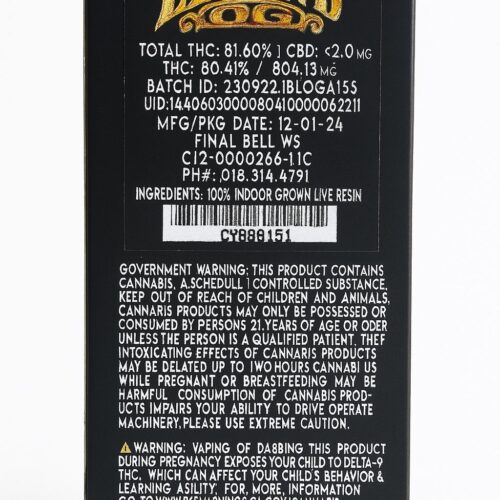 OG
TOTAL THC: 81.60% | CBD: <2.0 MG
THC: 80.41% / 804.13 MG
BATCH ID: 230922.1BLOGA155
UID:1440603000080410000062211
MFG/PKG DATE: 12-01-24
FINAL BELL WS
C12-0000266-11C
PH#: ,018.314.4791
INGREDIENTS: 100% INDOOR GROWN LIVE RESIN
CY888151
GOVERNMENT WARNING: THIS PRODUCT CONTAINS
CANNABIS, A.SCHEDULL 1 CONTROLLED SUBSTANCE.
KEEP OUT OF REACH OF CHILDREN AND ANIMALS.
CANNARIS PRODUCTS MAY ONLY BE POSSESSED OR
CONSUMED BY PERSONS 21.YEARS OF AGE OR ODER
UNLESS THE PERSON IS A QUALIFIED PATIENT. THEF
INTOXICATING EFFECTS OF CANNARIS PRODUCTS
MAY BE DELATED UP TO TWO HOURS CANNABI US
WHILE PREGNANT OR BREASTFEEDING MAY BE
HARMFUL CONSUMPTION OF CANNABIS PROD-
UCTS IMPAIRS YOUR ABILITY TO DRIVE OPERATE
MACHINERY, PLEASE USE EXTREME CAUTION.
WARNING: VAPING OF DA8BING THIS PRODUCT
DURING PREGNANCY EXPOSES YOUR CHILD TO DELTA-9
THC, WHICH CAN AFFECT YOUR CHILD'S BEHAVIOR &
LEARNING ASILITY, FOR, MORE, INFORMATION